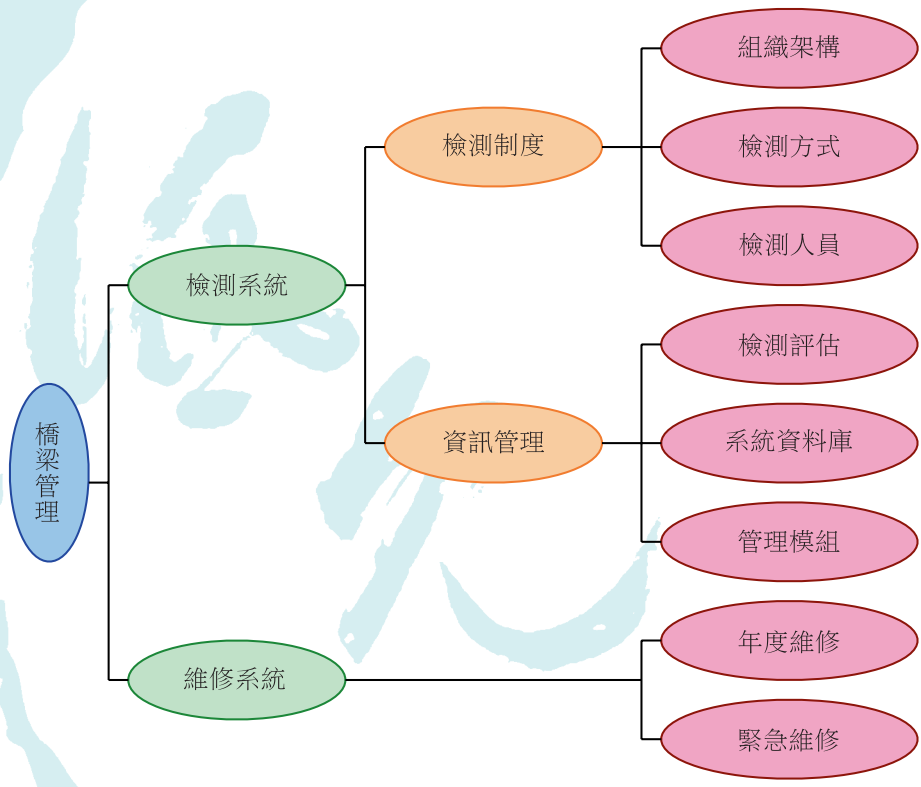 組織架構
檢測制度
檢測方式
檢測人員
檢測系統
檢測評估
橋梁管理
資訊管理
系統資料庫
管理模組
年度維修
維修系統
緊急維修